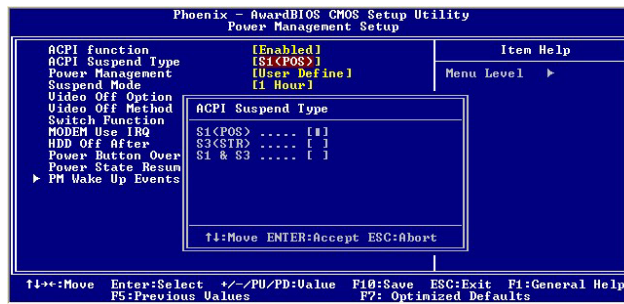 Phoenix - AwardBIOS CMOS Setup Utility
Power Management Setup
ACPI function [Enabled] Item Help
ACPI Suspend Type [S1(POS)]
Power Management [User Define] Menu Level ▶
Suspend Mode [1 Hour]
Video Off Option
Video Off Method ACPI Suspend Type
Switch Function
MODEM Use IRQ S1(POS) ..... [▮]
HDD Off After S3(STR) ..... [ ]
Power Button Over S1 & S3 ..... [ ]
Power State Resum
▶ PM Wake Up Events
↑↓:Move ENTER:Accept ESC:Abort
↑↓→←:Move Enter:Select +/-/PU/PD:Value F10:Save ESC:Exit F1:General Help
F5:Previous Values F7: Optimized Defaults